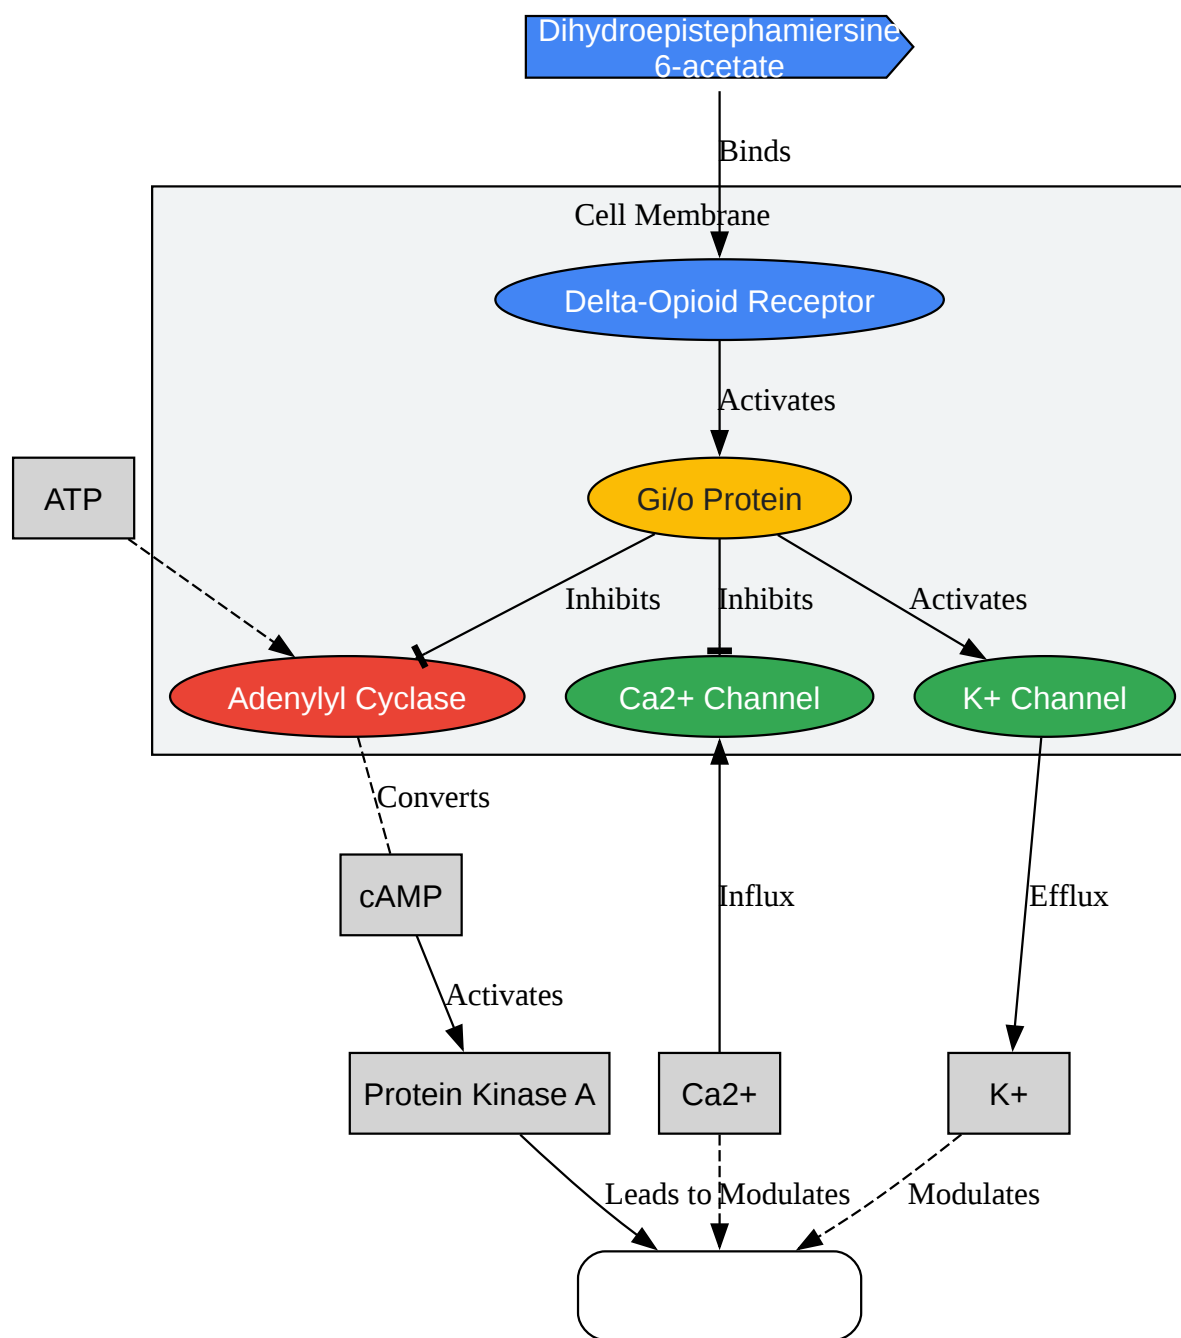 Dihydroepistephamiersine
6-acetate
Binds
Cell Membrane
Delta-Opioid Receptor
Activates
ATP
Gi/o Protein
Inhibits
Inhibits
Activates
Adenylyl Cyclase
Ca2+ Channel
K+ Channel
Converts
cAMP
Influx
Efflux
Activates
Protein Kinase A
Ca2+
K+
Leads to
Modulates
Modulates